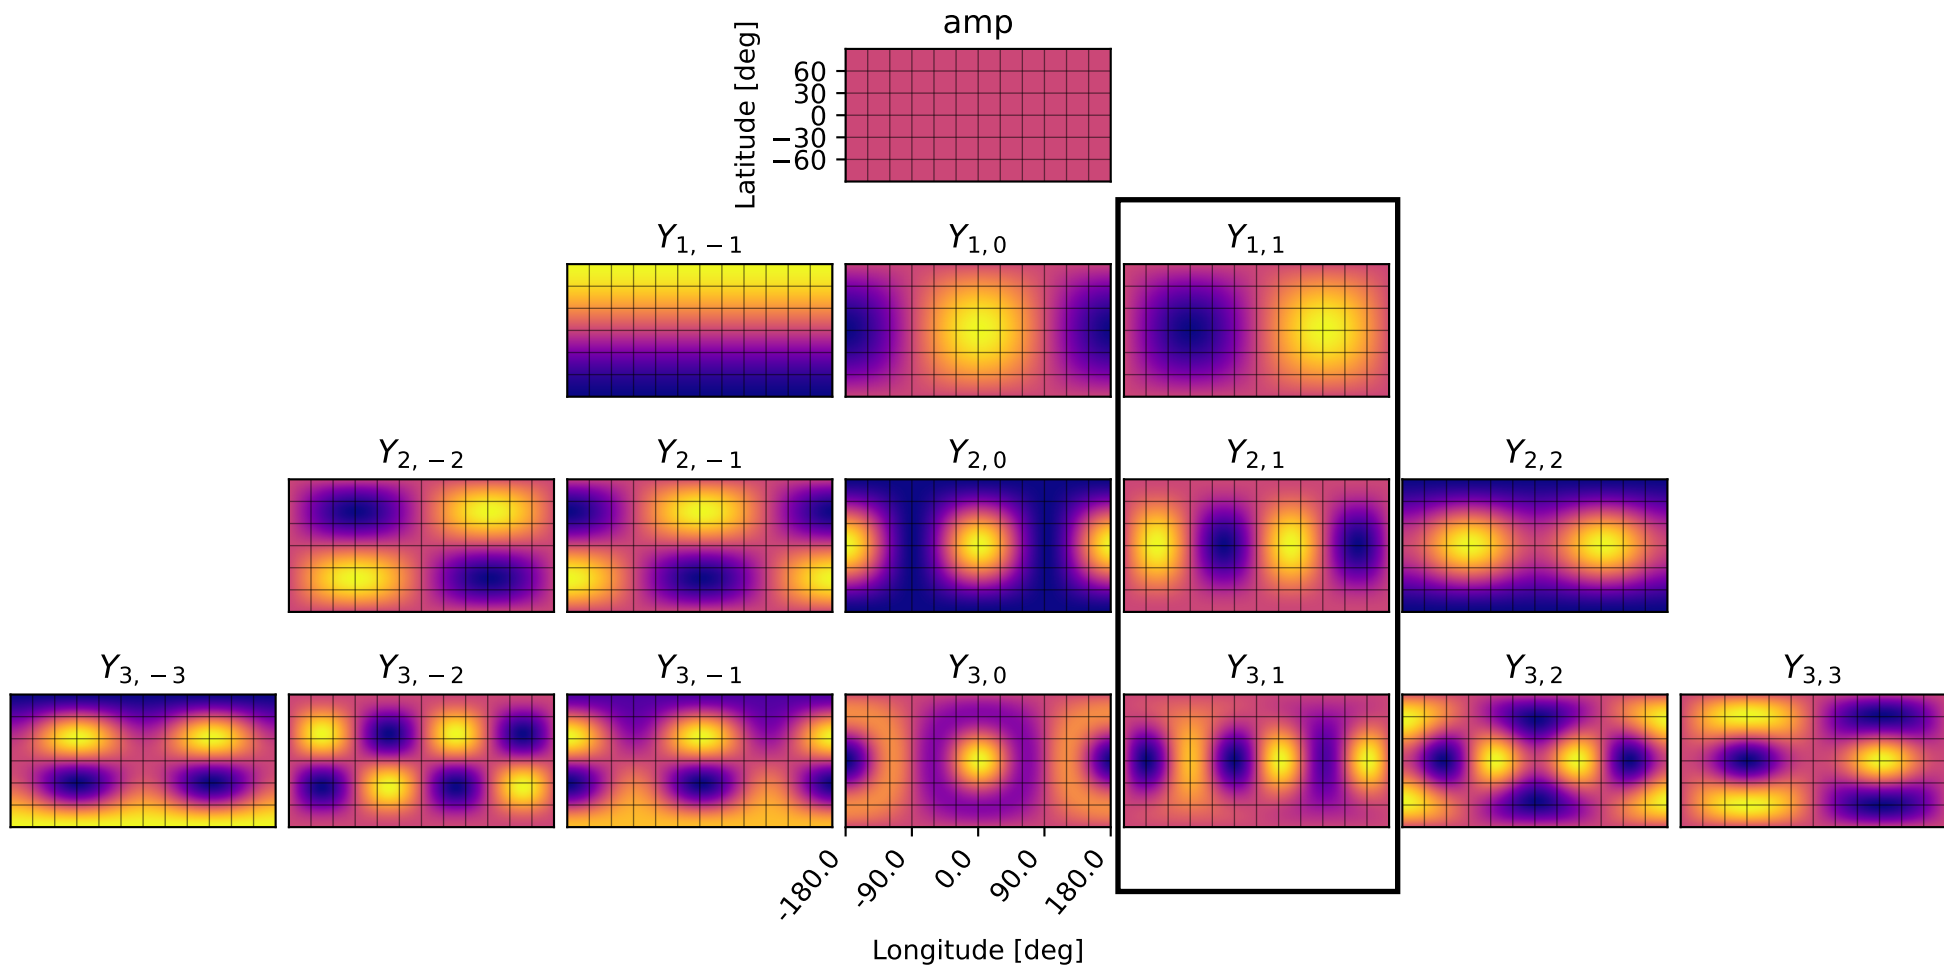 amp
Latitude [deg]
60
30
0
−30
−60
Y1, −1
Y1, 0
Y1, 1
Y2, −2
Y2, −1
Y2, 0
Y2, 1
Y2, 2
Y3, −3
Y3, −2
Y3, −1
Y3, 0
Y3, 1
Y3, 2
Y3, 3
-180.0
-90.0
0.0
90.0
180.0
Longitude [deg]